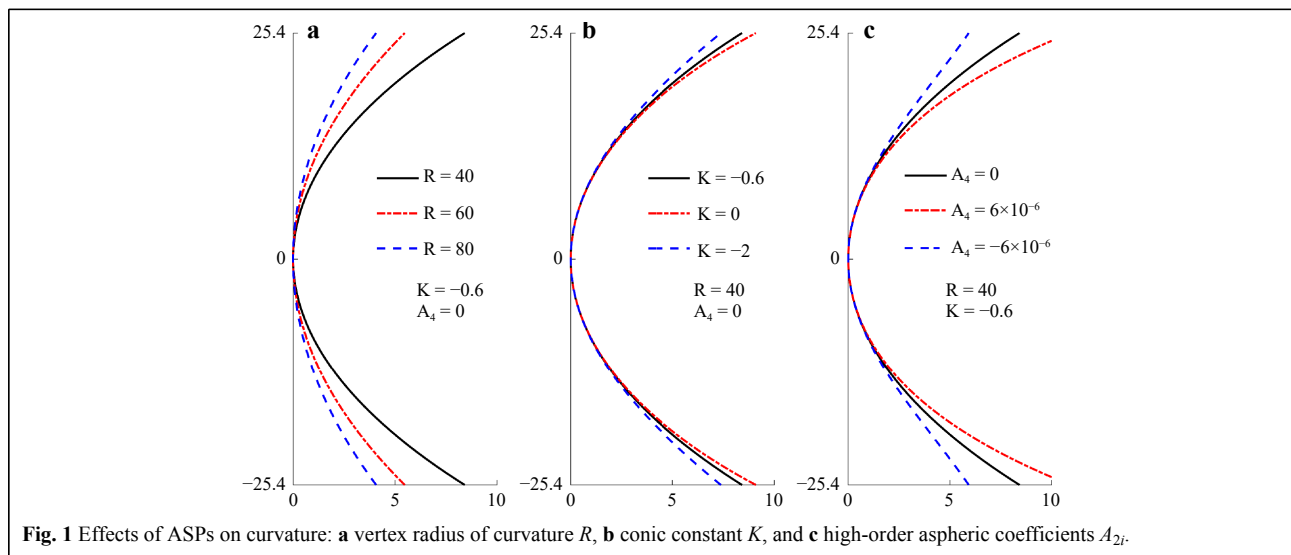 a
25.4
0
−25.4
0
5
10
R = 40
R = 60
R = 80
K = −0.6
A₄ = 0
b
25.4
0
−25.4
0
5
10
K = −0.6
K = 0
K = −2
R = 40
A₄ = 0
c
25.4
0
−25.4
0
5
10
A₄ = 0
A₄ = 6×10⁻⁶
A₄ = −6×10⁻⁶
R = 40
K = −0.6
Fig. 1 Effects of ASPs on curvature: a vertex radius of curvature R, b conic constant K, and c high-order aspheric coefficients A₂ᵢ.